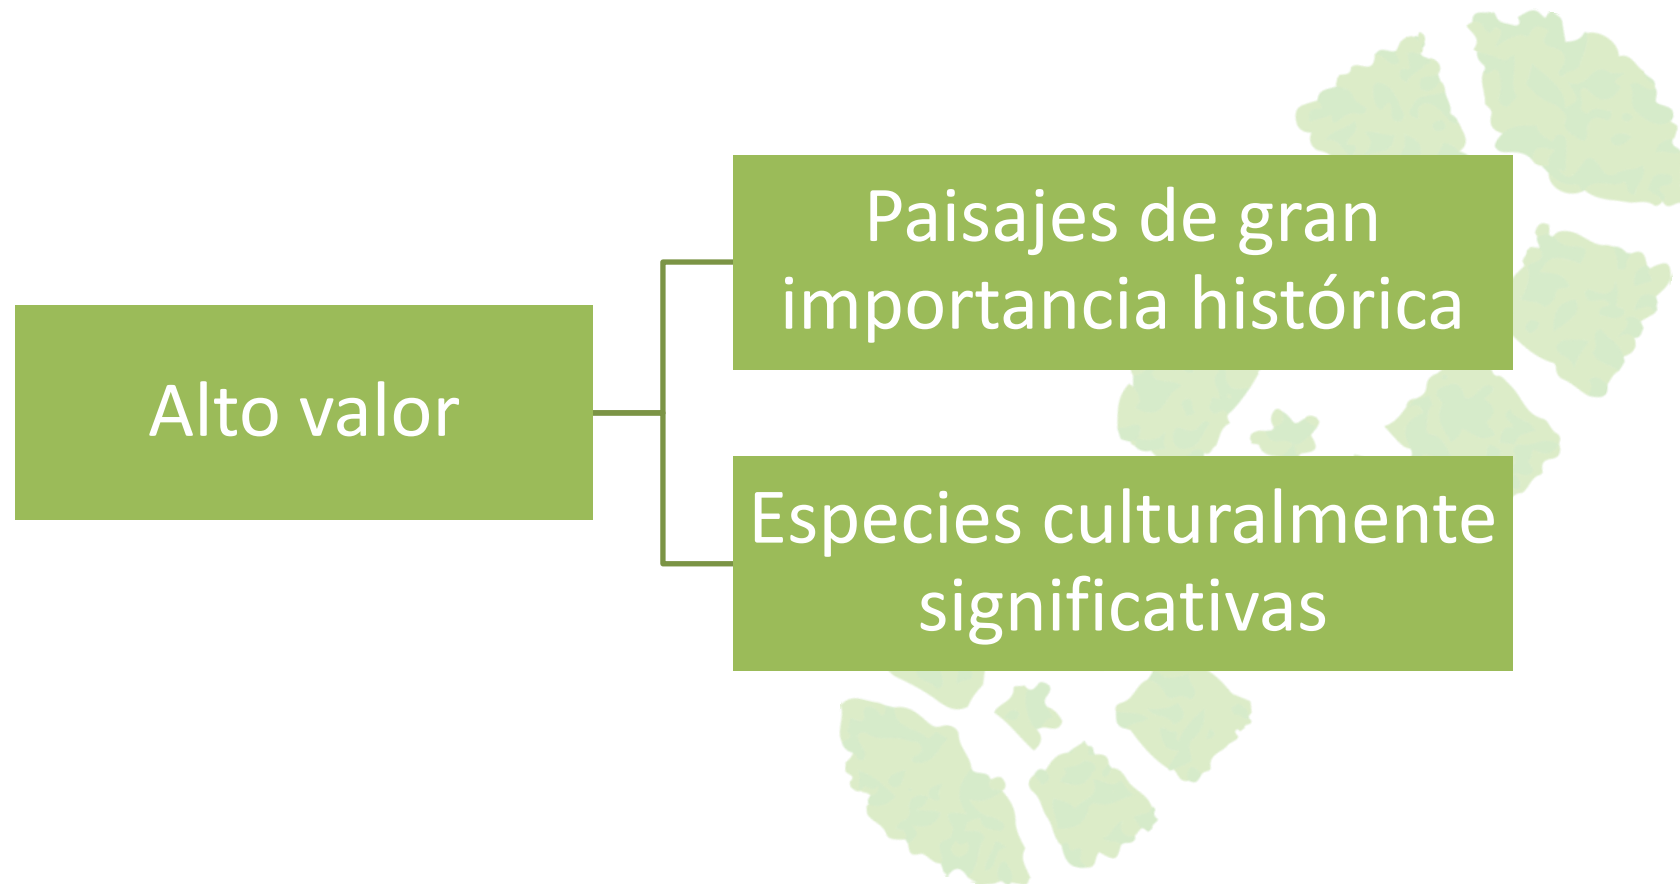 Alto valor
Paisajes de gran
importancia histórica
Especies culturalmente
significativas